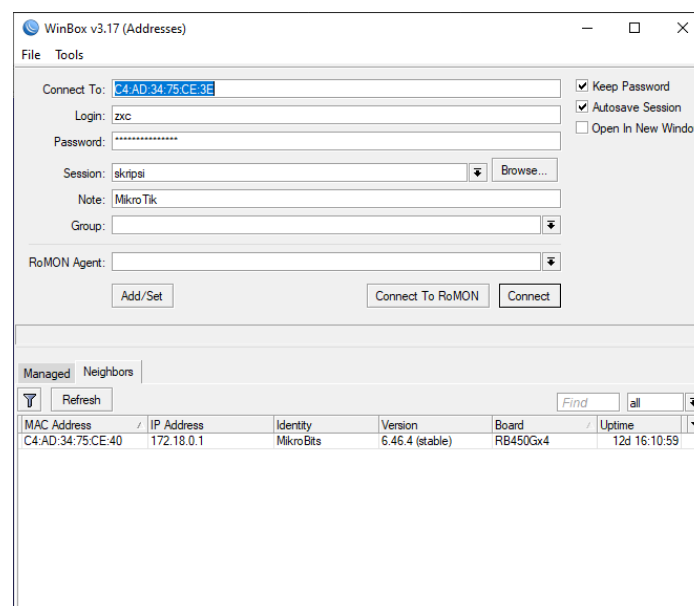 WinBox v3.17 (Addresses)
File Tools
Connect To: C4:AD:34:75:CE:3E
Keep Password
Login: zxc
Autosave Session
Password: ***************
Open In New Windo
Session: skripsi
Browse...
Note: MikroTik
Group:
RoMON Agent:
Add/Set Connect To RoMON Connect
Managed Neighbors
Refresh Find all
MAC Address IP Address Identity Version Board Uptime
C4:AD:34:75:CE:40 172.18.0.1 MikroBits 6.46.4 (stable) RB450Gx4 12d 16:10:59